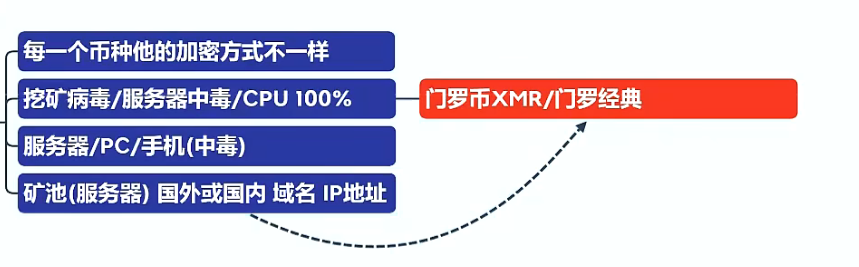 每一个币种他的加密方式不一样
挖矿病毒/服务器中毒/CPU 100%
门罗币XMR/门罗经典
服务器/PC/手机(中毒)
矿池(服务器) 国外或国内 域名 IP地址